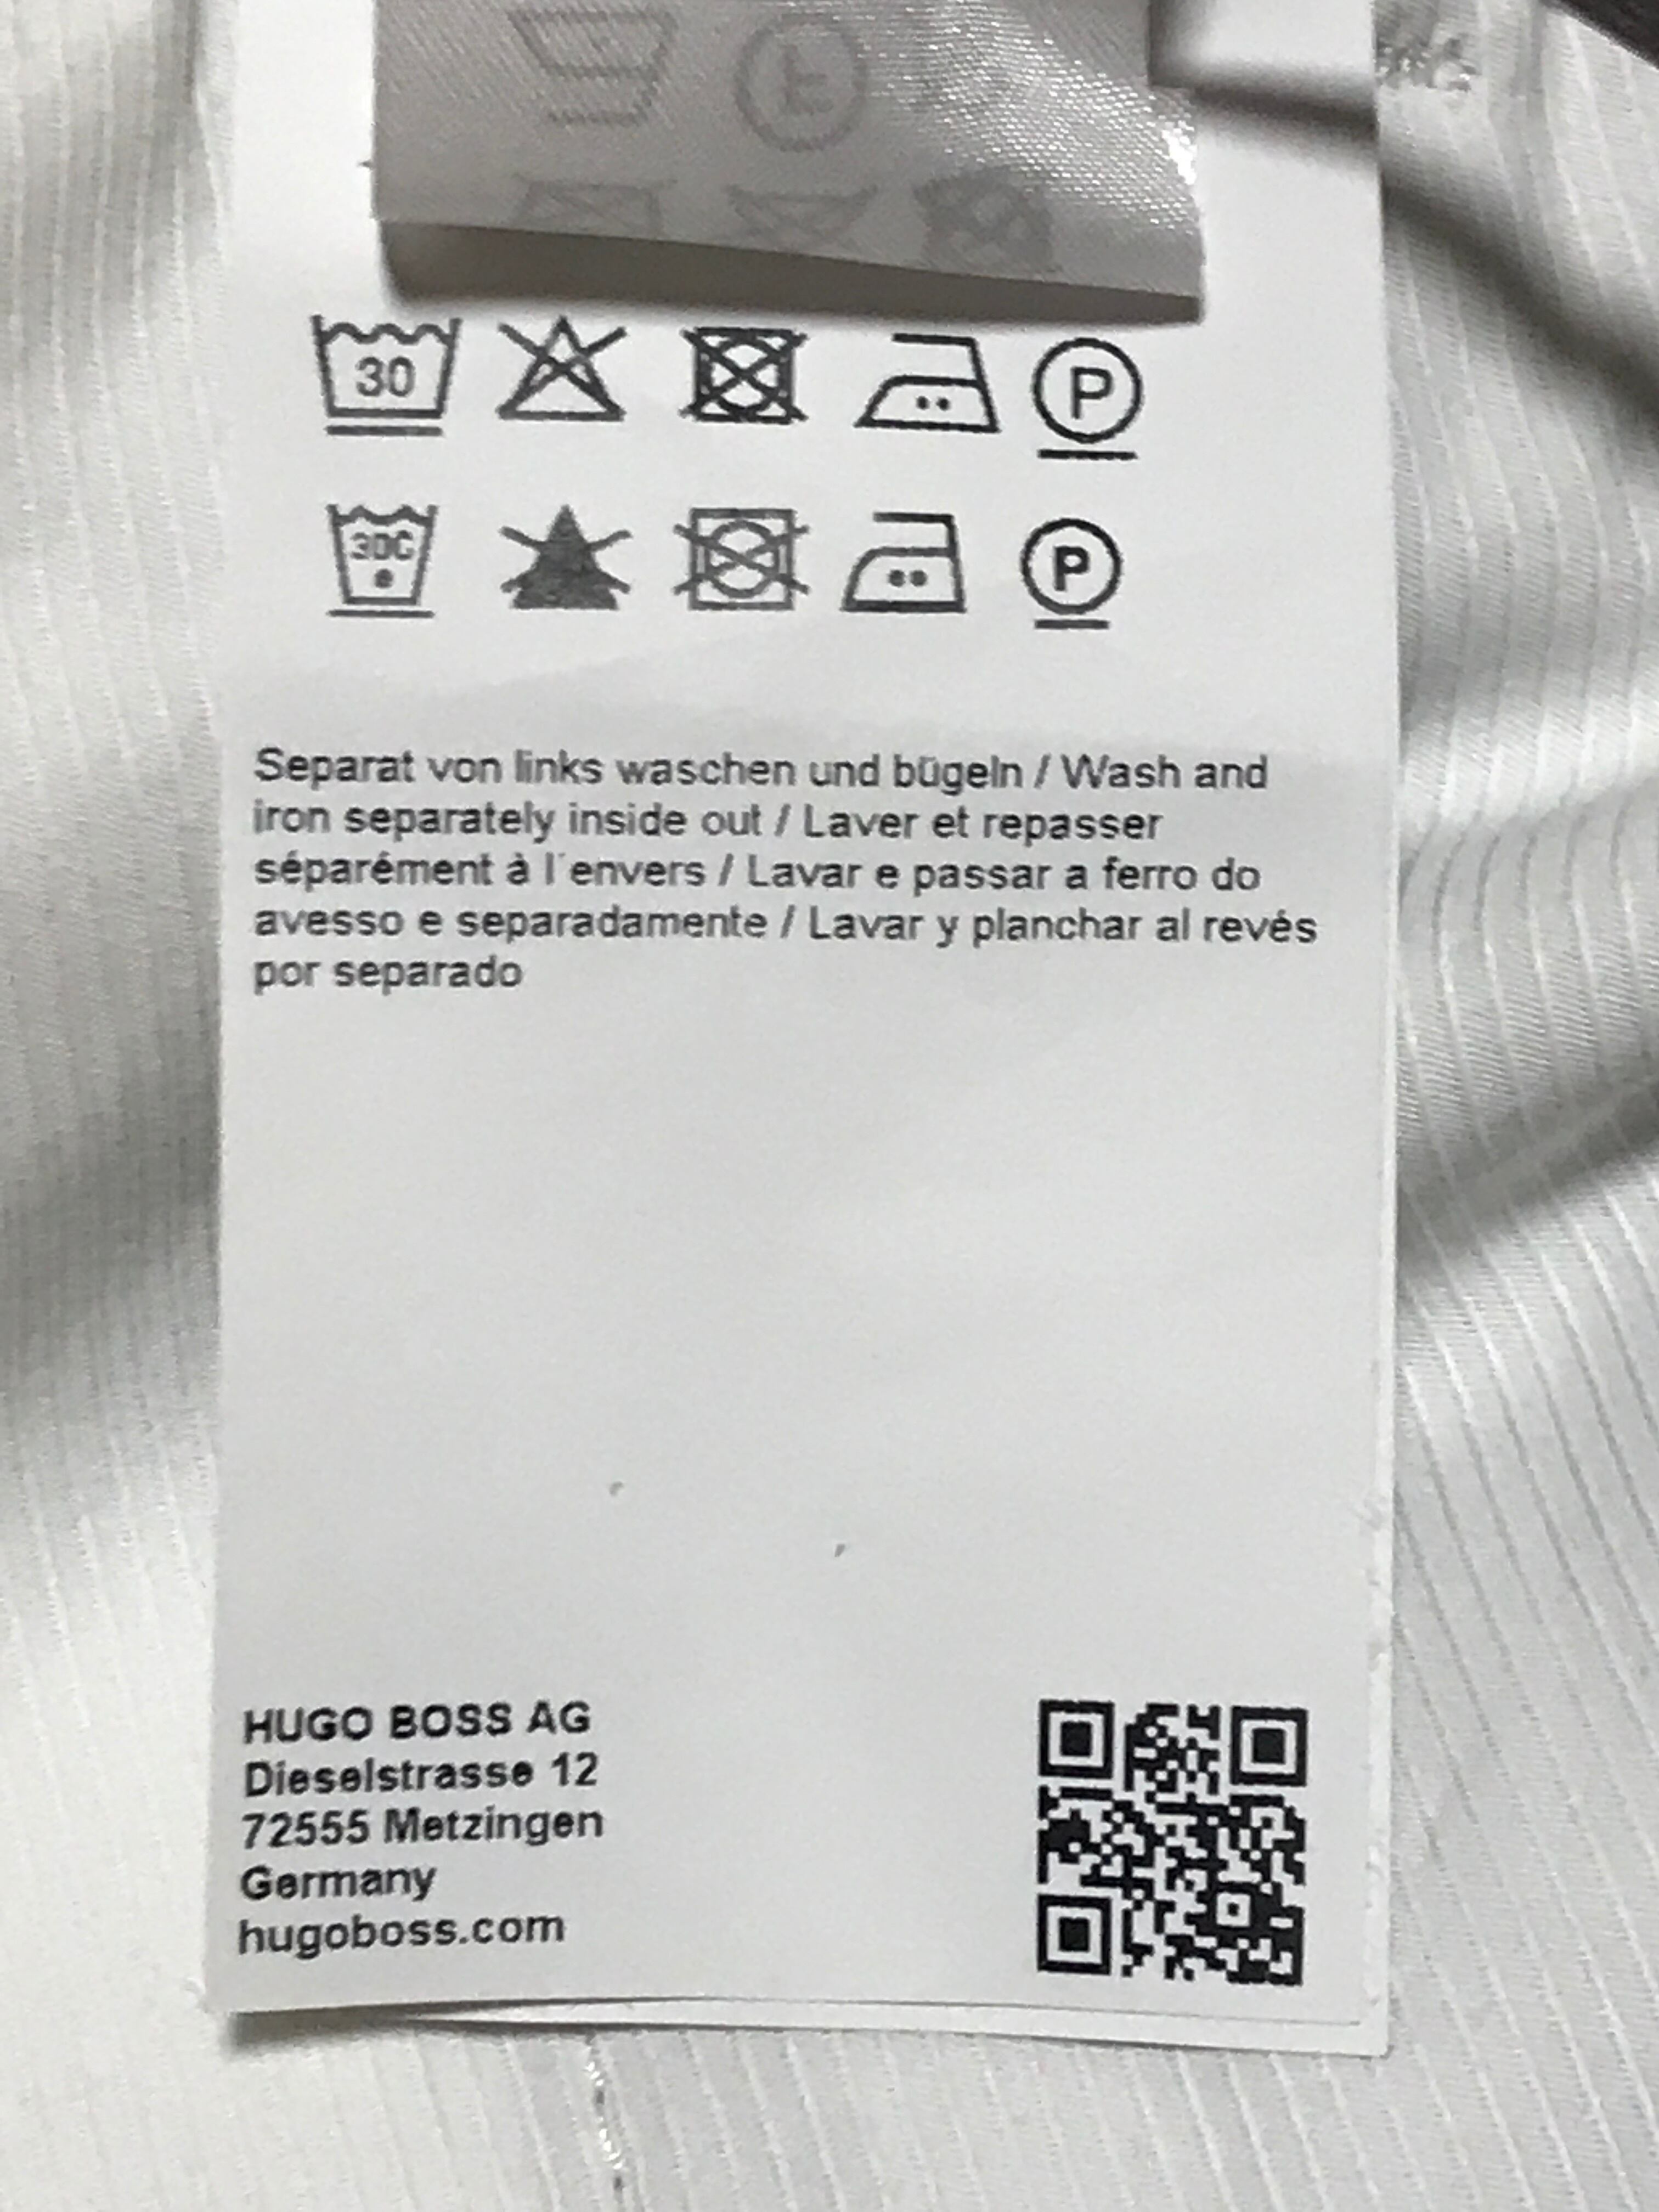 30
P
30C
P
Separat von links waschen und bügeln / Wash and
iron separately inside out / Laver et repasser
séparément à l´envers / Lavar e passar a ferro do
avesso e separadamente / Lavar y planchar al revés
por separado
HUGO BOSS AG
Dieselstrasse 12
72555 Metzingen
Germany
hugoboss.com